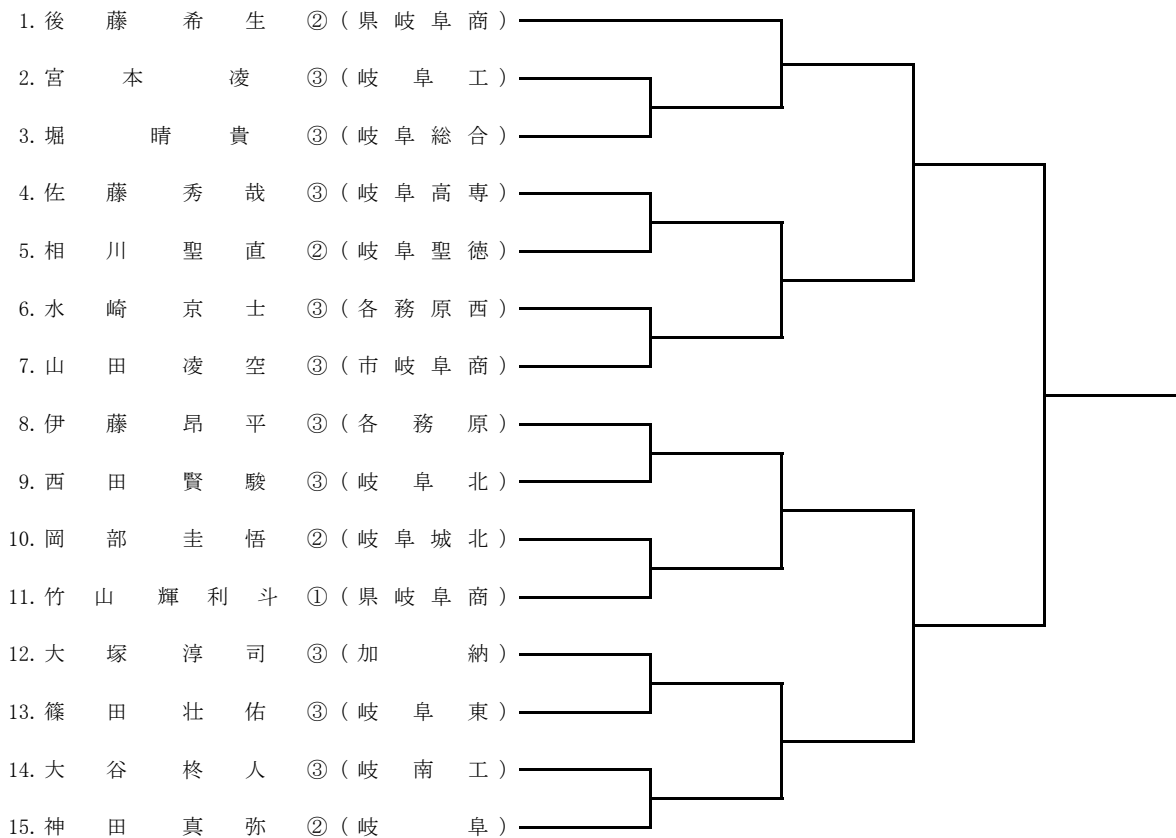 1. 後藤希生 ② (県岐阜商)
2. 宮本凌 ③ (岐阜工)
3. 堀晴貴 ③ (岐阜総合)
4. 佐藤秀哉 ③ (岐阜高専)
5. 相川聖直 ② (岐阜聖徳)
6. 水崎京士 ③ (各務原西)
7. 山田凌空 ③ (市岐阜商)
8. 伊藤昂平 ③ (各務原)
9. 西田賢駿 ③ (岐阜北)
10. 岡部圭悟 ② (岐阜城北)
11. 竹山輝利斗 ① (県岐阜商)
12. 大塚淳司 ③ (加納)
13. 篠田壮佑 ③ (岐阜東)
14. 大谷柊人 ③ (岐南工)
15. 神田真弥 ② (岐阜)